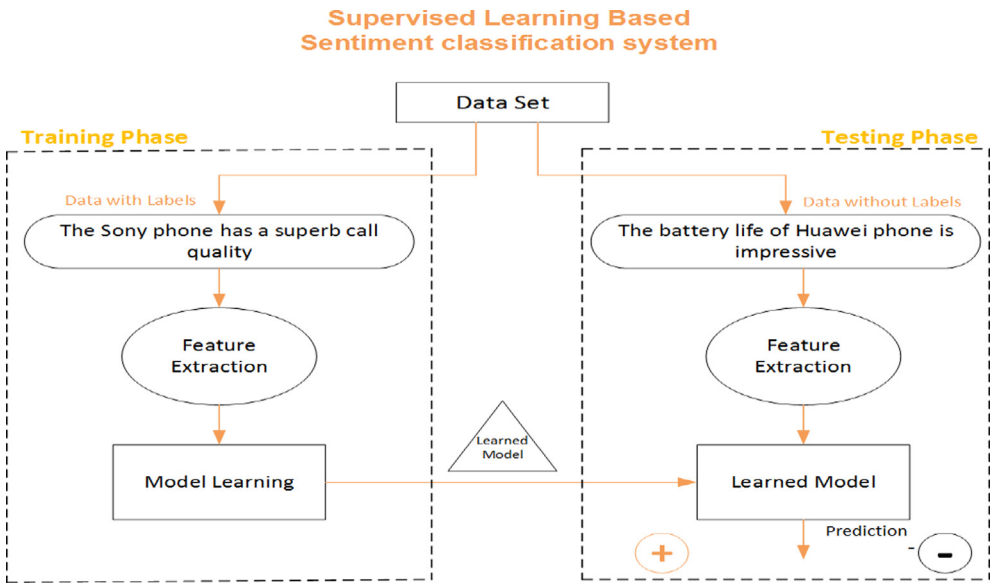 Supervised Learning Based
Sentiment classification system
Data Set
Training Phase
Testing Phase
Data with Labels
Data without Labels
The Sony phone has a superb call
quality
The battery life of Huawei phone is
impressive
Feature
Extraction
Feature
Extraction
Learned
Model
Model Learning
Learned Model
Prediction
+
-
-